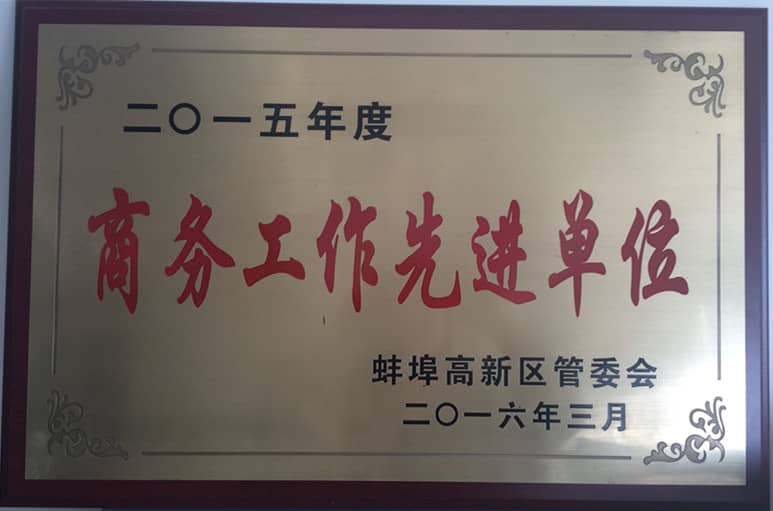 二〇一五年度
商务工作先进单位
蚌埠高新区管委会
二〇一六年三月